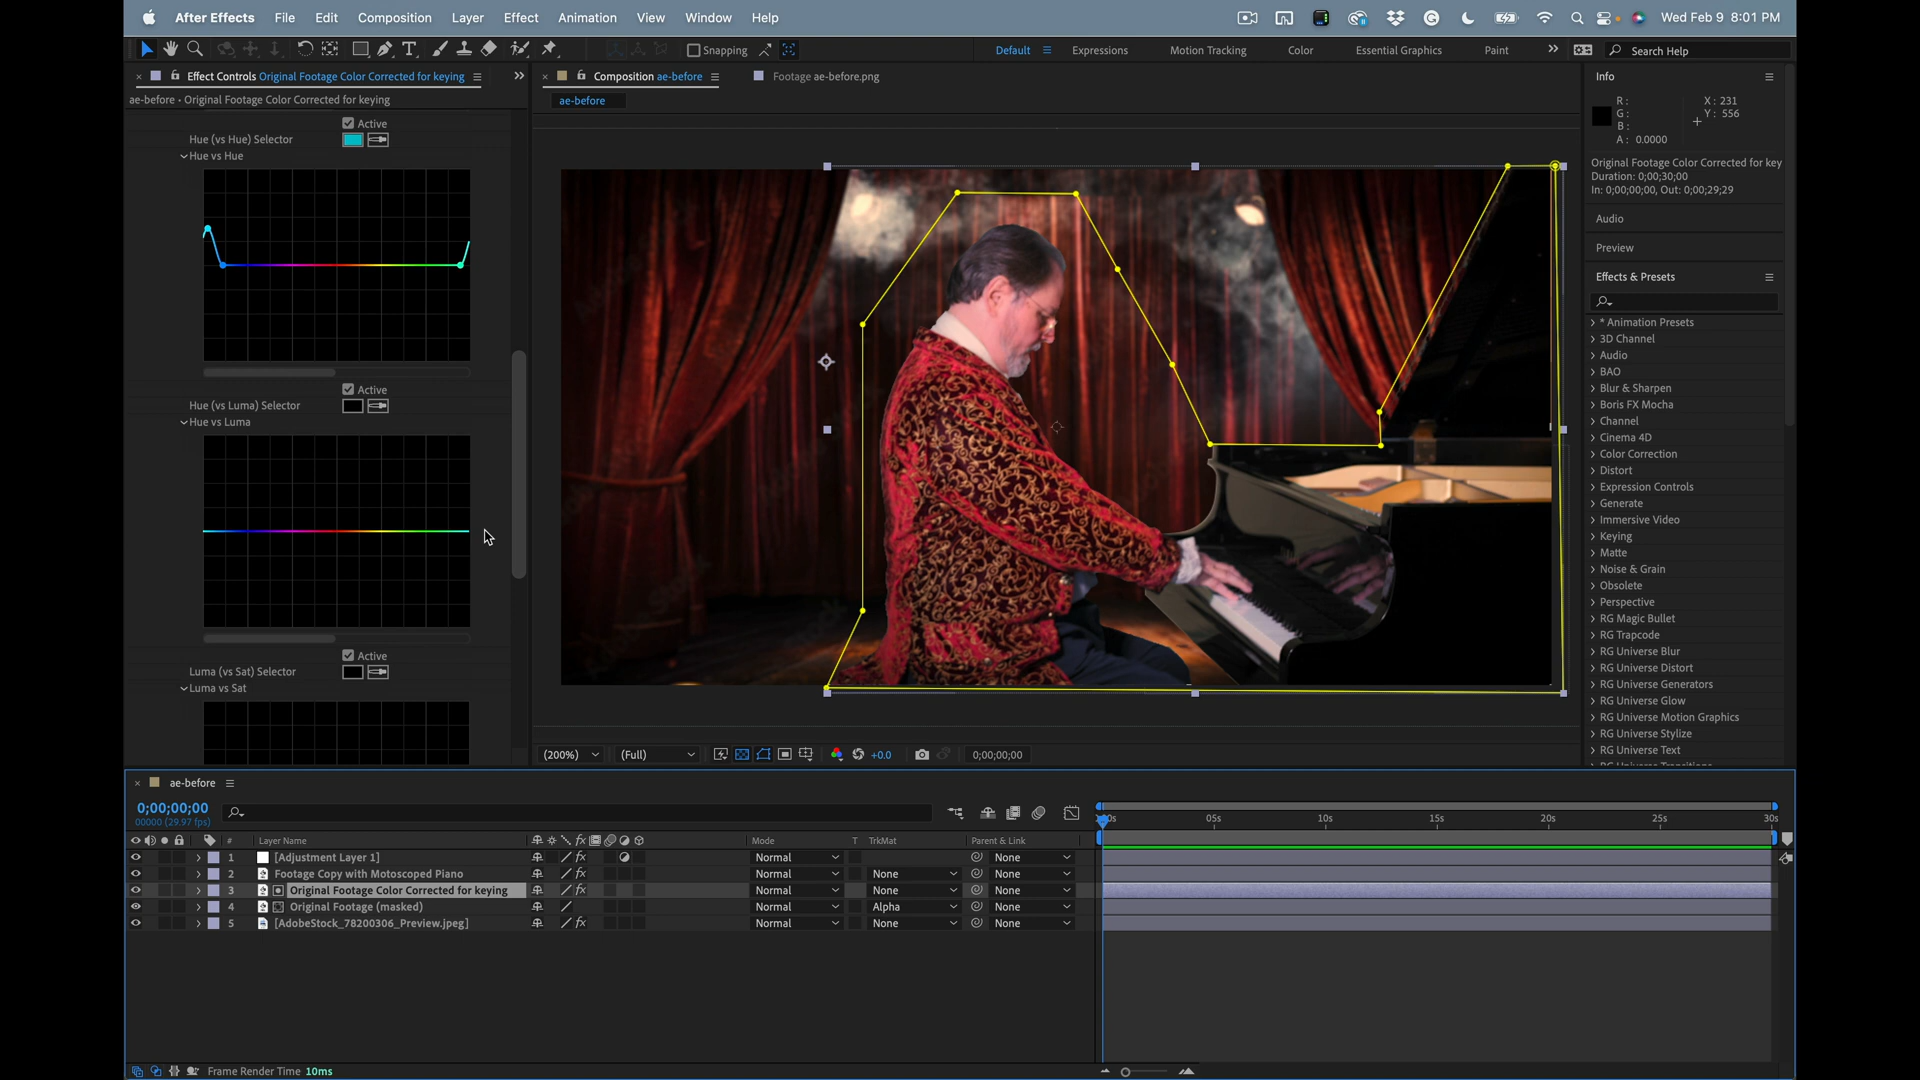 After Effects File Edit Composition Layer Effect Animation View Window Help Wed Feb 9 8:01 PM
Snapping Default Expressions Motion Tracking Color Essential Graphics Paint Search Help
Effect Controls Original Footage Color Corrected for keying
ae-before • Original Footage Color Corrected for keying
Active
Hue (vs Hue) Selector
Hue vs Hue
Active
Hue (vs Luma) Selector
Hue vs Luma
Active
Luma (vs Sat) Selector
Luma vs Sat
Composition ae-before
Footage ae-before.png
ae-before
(200%) (Full) +0.0 0;00;00;00
Info
R: X: 231
G: Y: 556
B:
A: 0.0000
Original Footage Color Corrected for key
Duration: 0;00;30;00
In: 0;00;00;00, Out: 0;00;29;29
Audio
Preview
Effects & Presets
* Animation Presets
3D Channel
Audio
BAO
Blur & Sharpen
Boris FX Mocha
Channel
Cinema 4D
Color Correction
Distort
Expression Controls
Generate
Immersive Video
Keying
Matte
Noise & Grain
Obsolete
Perspective
RG Magic Bullet
RG Trapcode
RG Universe Blur
RG Universe Distort
RG Universe Generators
RG Universe Glow
RG Universe Motion Graphics
RG Universe Stylize
RG Universe Text
RG Universe Transitions
ae-before
0;00;00;00
00000 (29.97 fps)
05s 10s 15s 20s 25s 30s
# Layer Name Mode T TrkMat Parent & Link
1 [Adjustment Layer 1] Normal None
2 Footage Copy with Motoscoped Piano Normal None None
3 Original Footage Color Corrected for keying Normal None None
4 Original Footage (masked) Normal Alpha None
5 [AdobeStock_78200306_Preview.jpeg] Normal None None
Frame Render Time 10ms